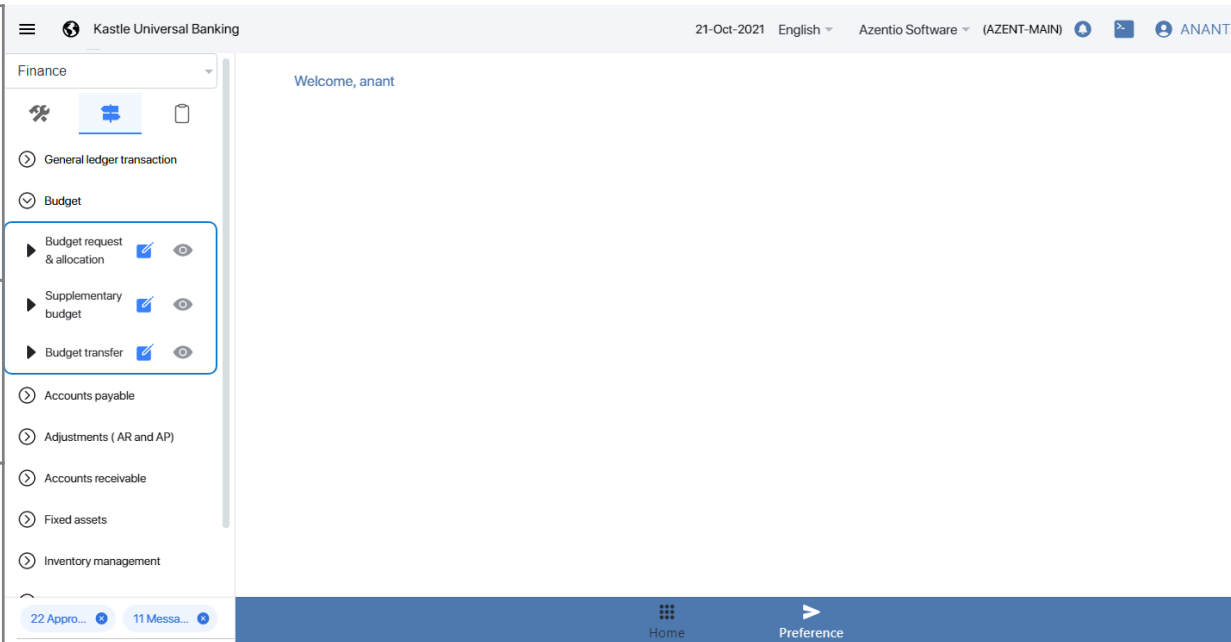 Kastle Universal Banking
21-Oct-2021 English Azentio Software (AZENT-MAIN) ANANT
Finance
Welcome, anant
General ledger transaction
Budget
Budget request
& allocation
Supplementary
budget
Budget transfer
Accounts payable
Adjustments ( AR and AP)
Accounts receivable
Fixed assets
Inventory management
22 Appro...
11 Messa...
Home
Preference